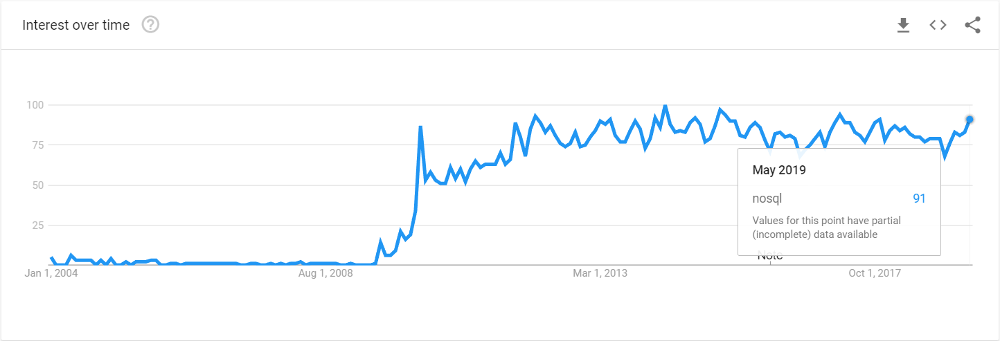 Interest over time
100
75
50
25
May 2019
nosql 91
Values for this point have partial
(incomplete) data available
Note
Jan 1, 2004 Aug 1, 2008 Mar 1, 2013 Oct 1, 2017